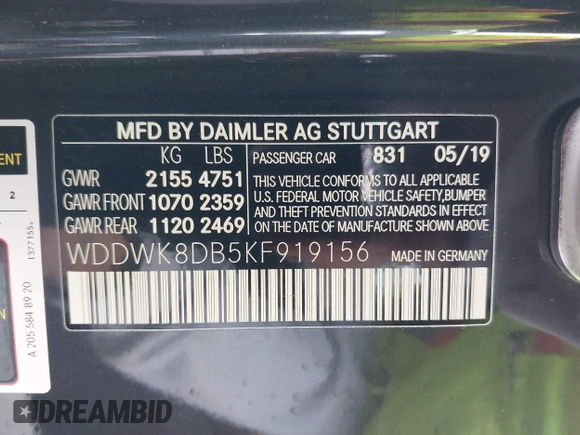 MFD BY DAIMLER AG STUTTGART
KG LBS PASSENGER CAR 831 05/19
GVWR 2155 4751
GAWR FRONT 1070 2359
GAWR REAR 1120 2469
THIS VEHICLE CONFORMS TO ALL APPLICABLE
U.S. FEDERAL MOTOR VEHICLE SAFETY,BUMPER
AND THEFT PREVENTION STANDARDS IN EFFECT
ON THE DATE OF MANUFACTURE SHOWN ABOVE.
WDDWK8DB5KF919156 MADE IN GERMANY
ENT
2
1377155
A 205 584 89 20
ON
DREAMBID